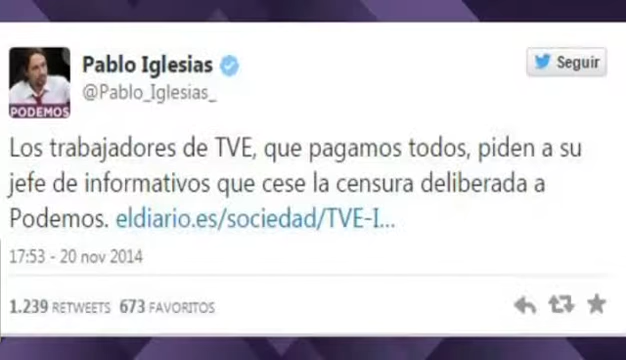 Pablo Iglesias
@Pablo_Iglesias_
Seguir
PODEMOS
Los trabajadores de TVE, que pagamos todos, piden a su
jefe de informativos que cese la censura deliberada a
Podemos. eldiario.es/sociedad/TVE-I...
17:53 - 20 nov 2014
1.239 RETWEETS 673 FAVORITOS